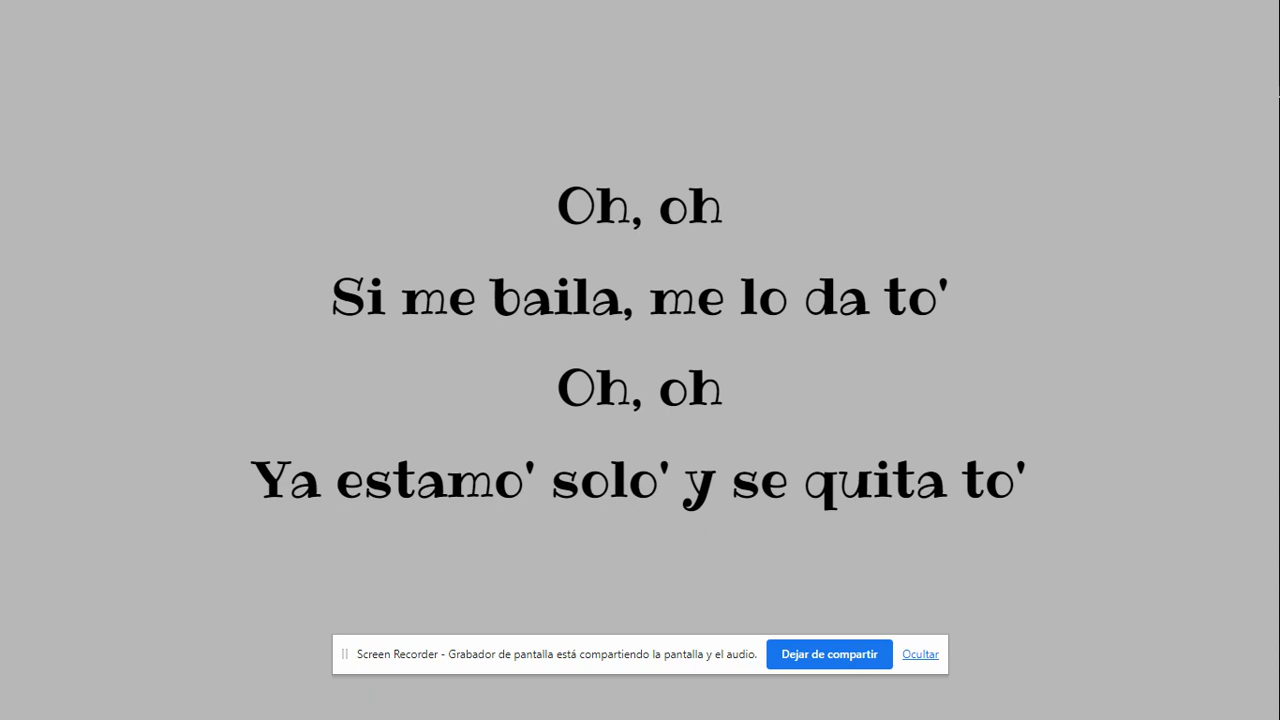 Oh, oh
Si me baila, me lo da to'
Oh, oh
Ya estamo' solo' y se quita to'
Screen Recorder - Grabador de pantalla está compartiendo la pantalla y el audio. Dejar de compartir Ocultar